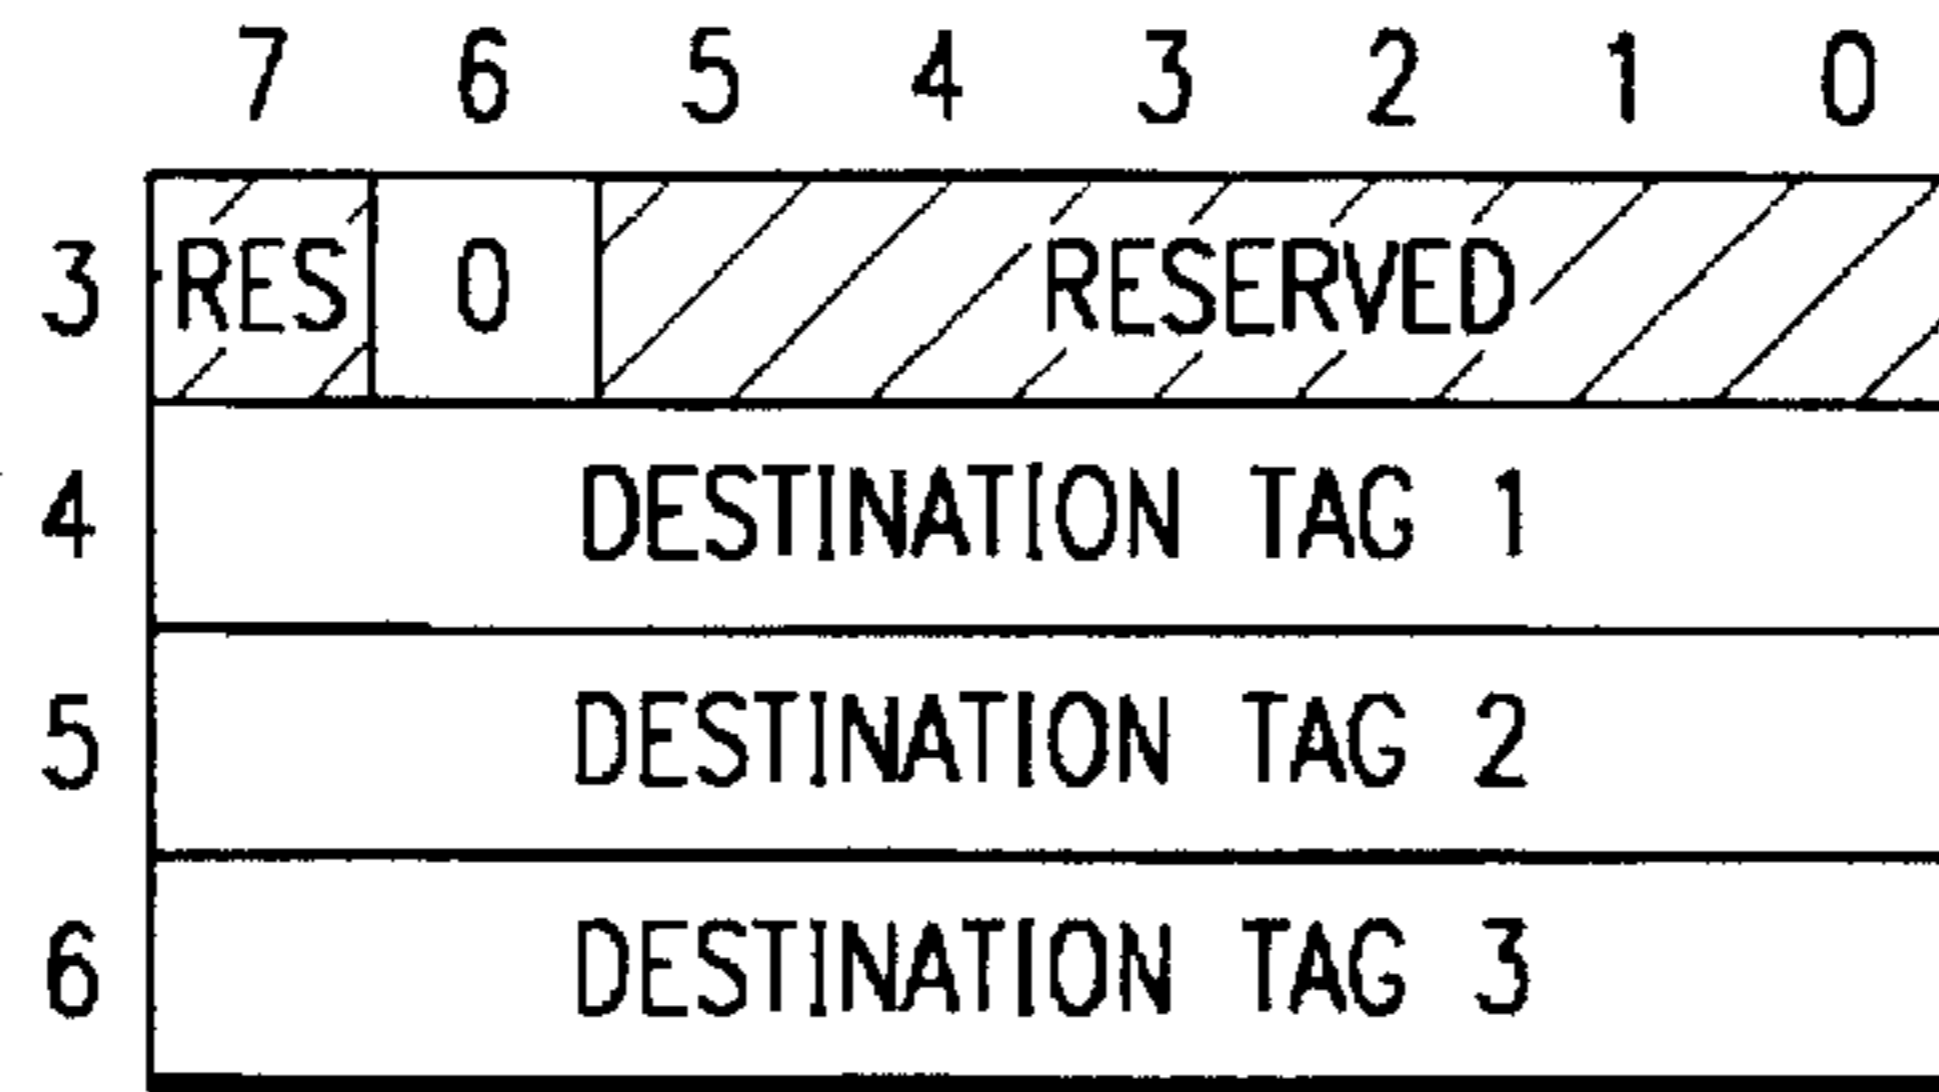 7 6 5 4 3 2 1 0
3 RES 0 RESERVED
4 DESTINATION TAG 1
5 DESTINATION TAG 2
6 DESTINATION TAG 3